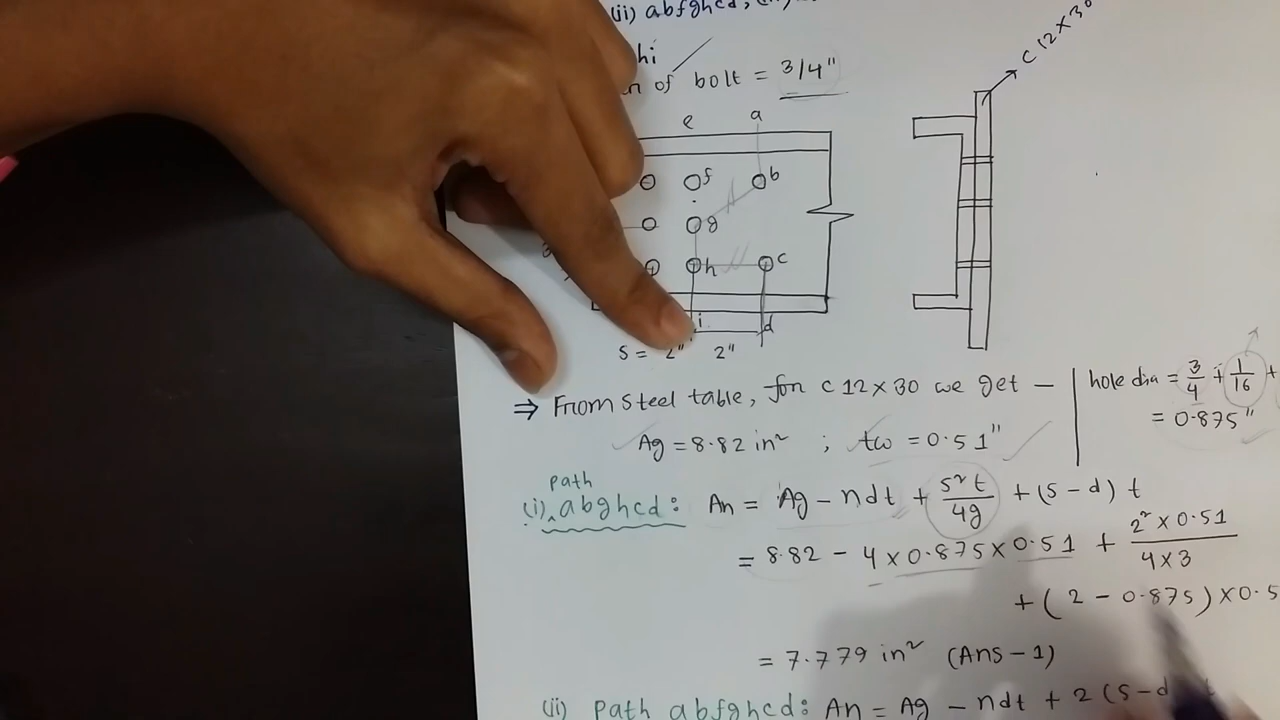 (ii) abfghcd,
hi
of bolt = 3/4"
C 12 X 30
e a
f b
g
h c
i d
S = 2" 2"
⇒ From steel table, for C 12 X 30 we get —
Ag = 8.82 in² ; tw = 0.51"
hole dia = 3/4 + 1/16 +
= 0.875"
path
(i) abghcd: An = Ag - ndt + s²t/4g + (s-d) t
= 8.82 - 4 x 0.875 x 0.51 + 2² x 0.51 / 4 x 3
+ (2 - 0.875) x 0.5
= 7.779 in² (Ans-1)
(ii) path abfghcd: An = Ag - ndt + 2 (s-d